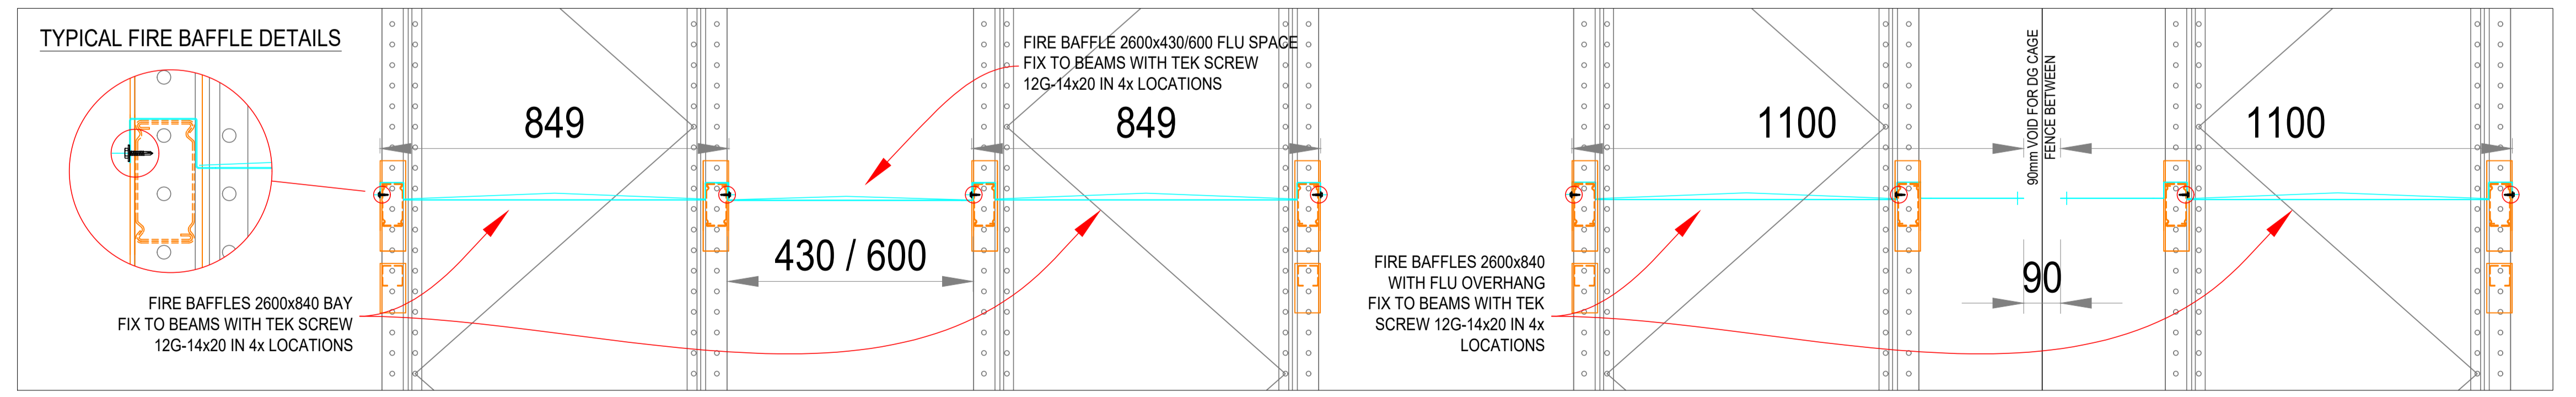 TYPICAL FIRE BAFFLE DETAILS
FIRE BAFFLES 2600x840 BAY
FIX TO BEAMS WITH TEK SCREW
12G-14x20 IN 4x LOCATIONS
849
430 / 600
FIRE BAFFLE 2600x430/600 FLU SPACE
FIX TO BEAMS WITH TEK SCREW
12G-14x20 IN 4x LOCATIONS
849
FIRE BAFFLES 2600x840
WITH FLU OVERHANG
FIX TO BEAMS WITH TEK
SCREW 12G-14x20 IN 4x
LOCATIONS
1100
90mm VOID FOR DG CAGE
FENCE BETWEEN
90
1100